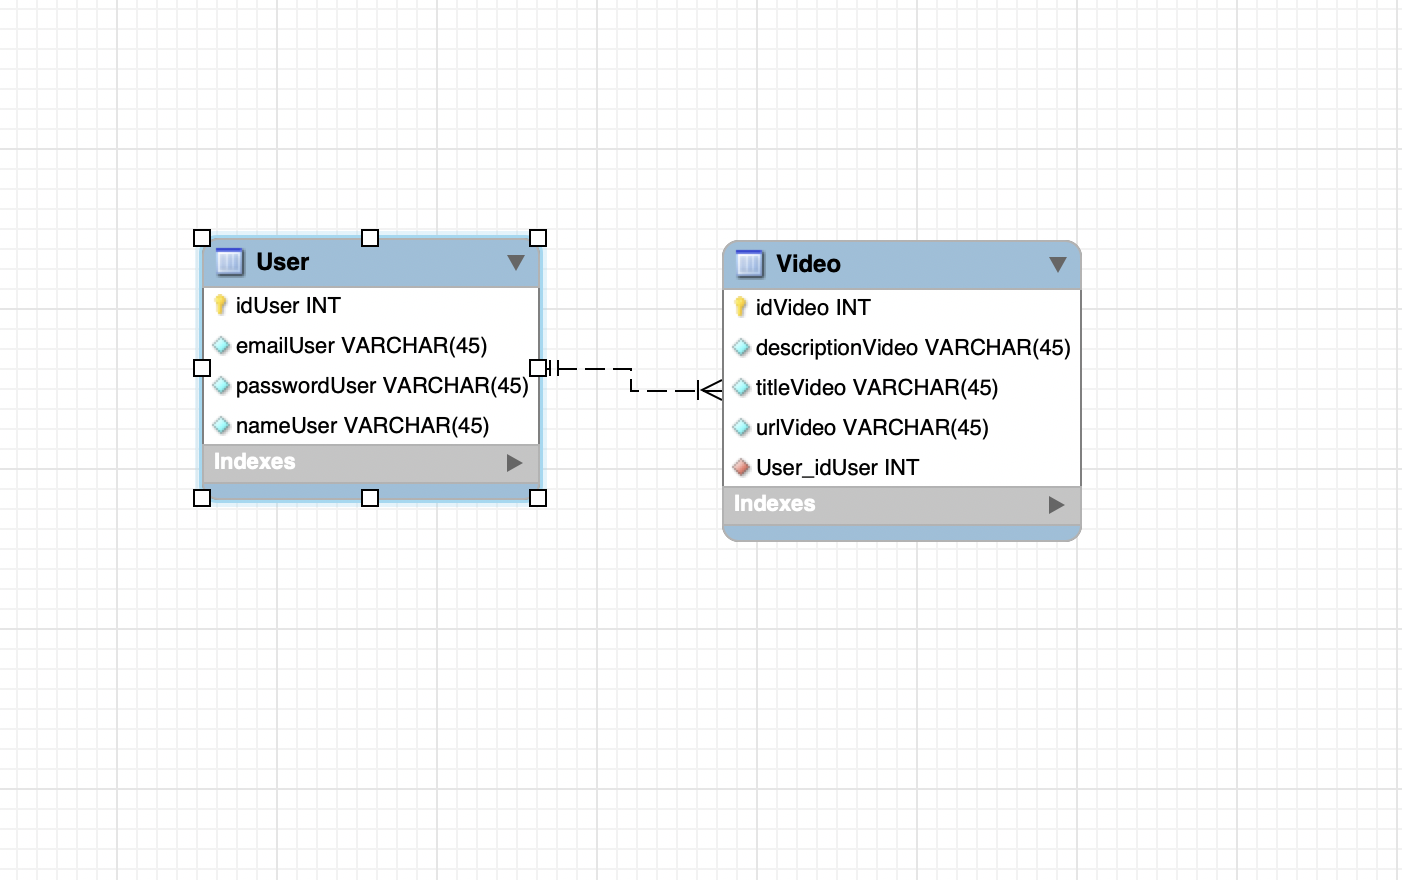 User
idUser INT
emailUser VARCHAR(45)
passwordUser VARCHAR(45)
nameUser VARCHAR(45)
Indexes
Video
idVideo INT
descriptionVideo VARCHAR(45)
titleVideo VARCHAR(45)
urlVideo VARCHAR(45)
User_idUser INT
Indexes